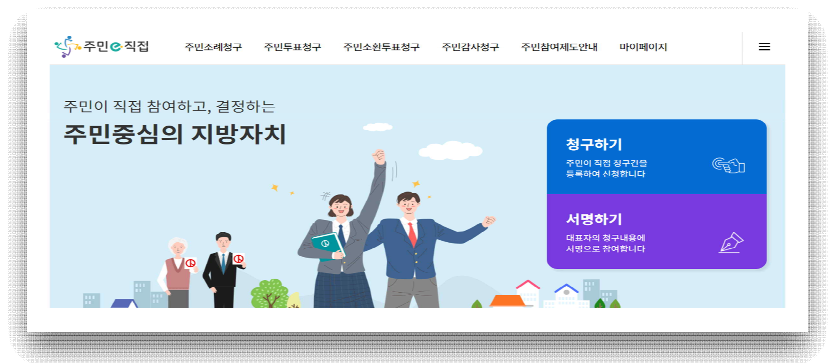 주민e직접
주민조례청구 주민투표청구 주민소환투표청구 주민감사청구 주민참여제도안내 마이페이지
주민이 직접 참여하고, 결정하는
주민중심의 지방자치
청구하기
주민이 직접 청구건을
등록하여 신청합니다
서명하기
대표자의 청구내용에
서명으로 참여합니다